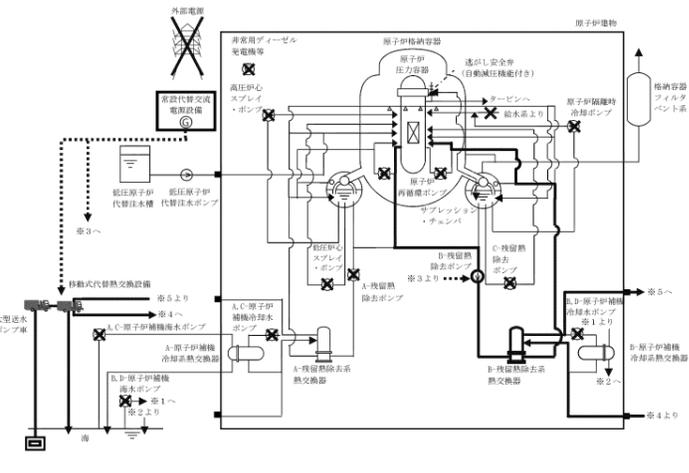 外部電源
原子炉建物
非常用ディーゼル
発電機等
原子炉格納容器
原子炉
圧力容器
逃がし安全弁
(自動減圧機能付き)
高圧炉心
スプレイ
・ポンプ
常設代替交流
電源設備
G
タービンへ
給水系より
原子炉隔離時
冷却ポンプ
格納容器
フィルタ
ベント系
低圧原子炉
代替注水槽
低圧原子炉
代替注水ポンプ
原子炉
再循環ポンプ
サプレッション
・チェンバ
※3へ
低圧炉心
スプレイ
・ポンプ
A-残留熱
除去ポンプ
B-残留熱
除去ポンプ
※3より
C-残留熱
除去
ポンプ
移動式代替熱交換設備
※5より
※4へ
大型送水
ポンプ車
A,C-原子炉補機海水ポンプ
A,C-原子炉
補機冷却水
ポンプ
A-原子炉補機
冷却系熱交換器
A-残留熱除去系
熱交換器
B-残留熱除去系
熱交換器
※5へ
B,D-原子炉補機
冷却水ポンプ
※1より
B-原子炉補機
冷却系熱交換器
※2へ
B,D-原子炉補機
海水ポンプ
※1へ
※2より
※4より
海